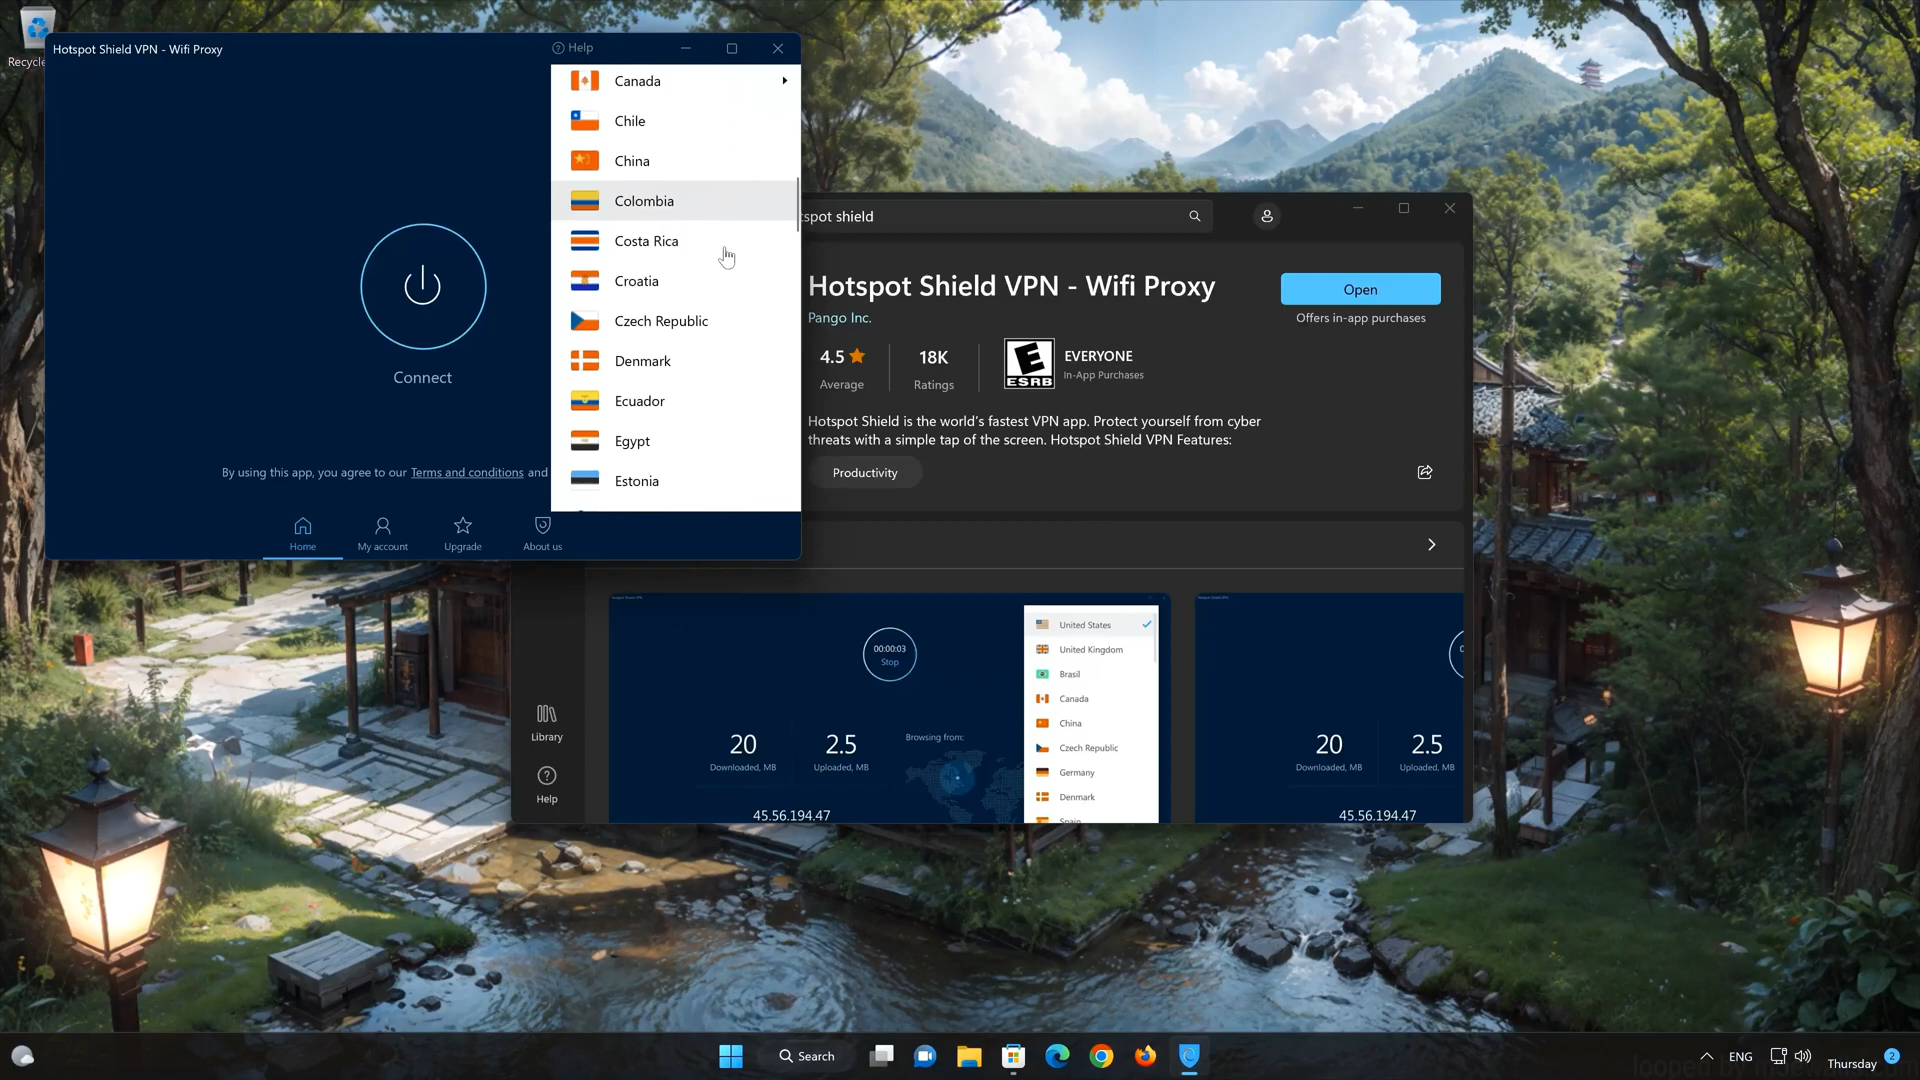 Recycle
Hotspot Shield VPN - Wifi Proxy
Help
Canada
Chile
China
Colombia
Costa Rica
Croatia
Czech Republic
Denmark
Ecuador
Egypt
Estonia
Connect
By using this app, you agree to our Terms and conditions and
Home
My account
Upgrade
About us
tspot shield
Hotspot Shield VPN - Wifi Proxy
Pango Inc.
Open
Offers in-app purchases
4.5
Average
18K
Ratings
E
ESRB
EVERYONE
In-App Purchases
Hotspot Shield is the world's fastest VPN app. Protect yourself from cyber
threats with a simple tap of the screen. Hotspot Shield VPN Features:
Productivity
Library
Help
00:00:03
Stop
20
Downloaded, MB
2.5
Uploaded, MB
Browsing from:
45.56.194.47
United States
United Kingdom
Brasil
Canada
China
Czech Republic
Germany
Denmark
Spain
20
Downloaded, MB
2.5
Uploaded, MB
45.56.194.47
Search
ENG
Thursday
2